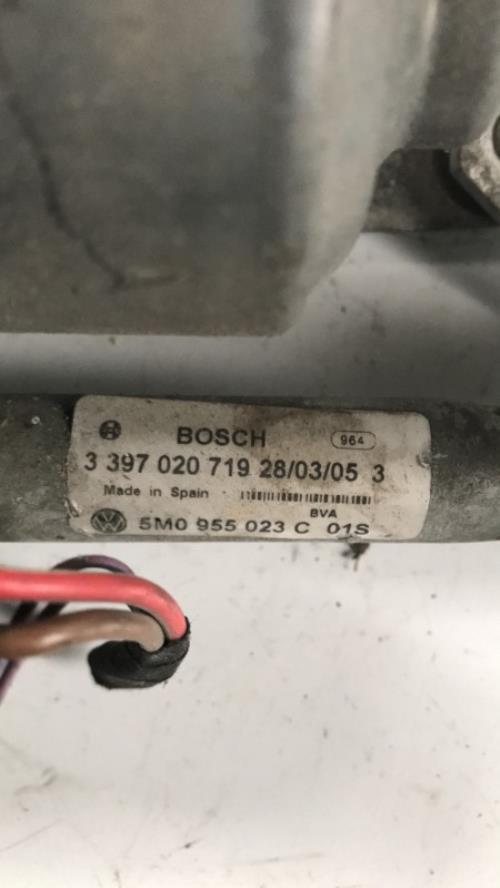 BOSCH 964
3 397 020 719 28/03/05 3
Made in Spain
BVA
5M0 955 023 C 01S